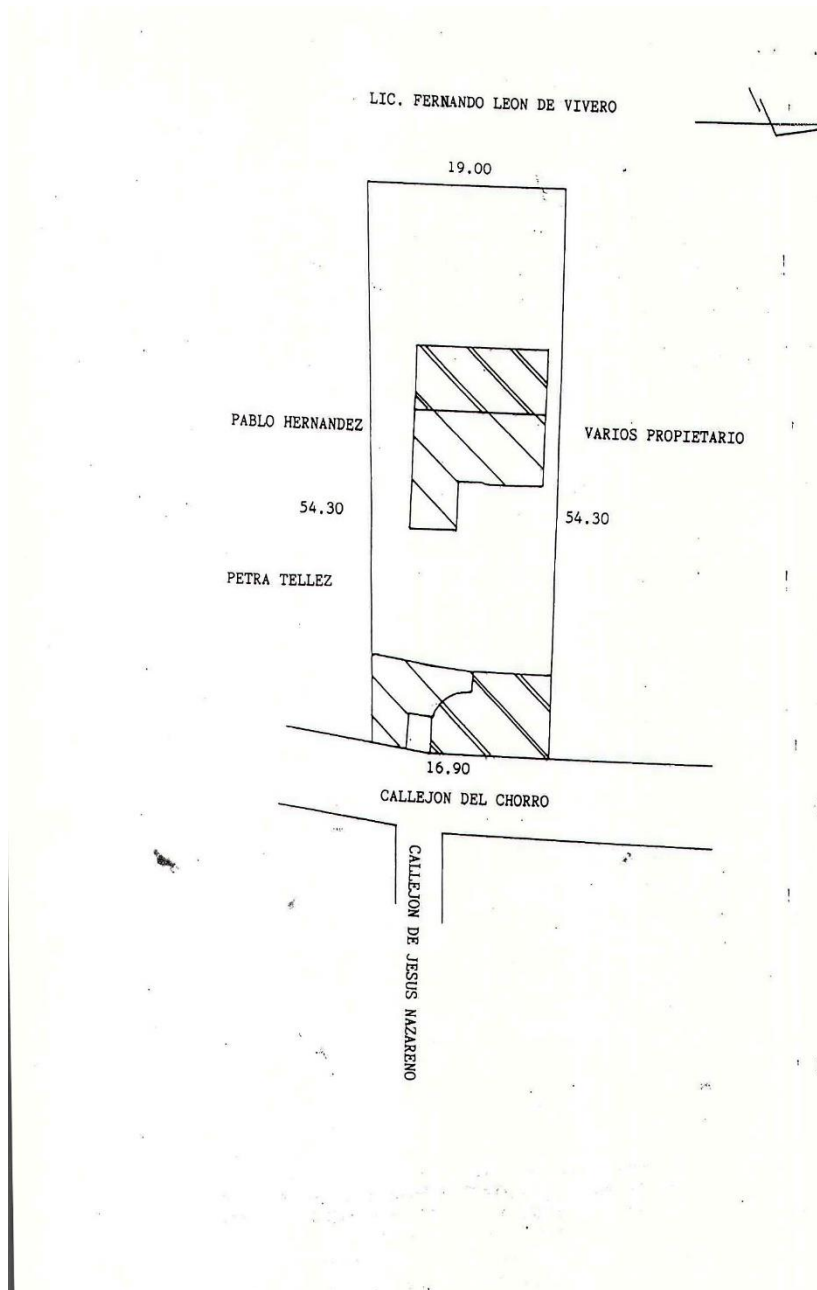 LIC. FERNANDO LEON DE VIVERO
19.00
PABLO HERNANDEZ
VARIOS PROPIETARIO
54.30
54.30
PETRA TELLEZ
16.90
CALLEJON DEL CHORRO
CALLEJON DE JESUS NAZARENO